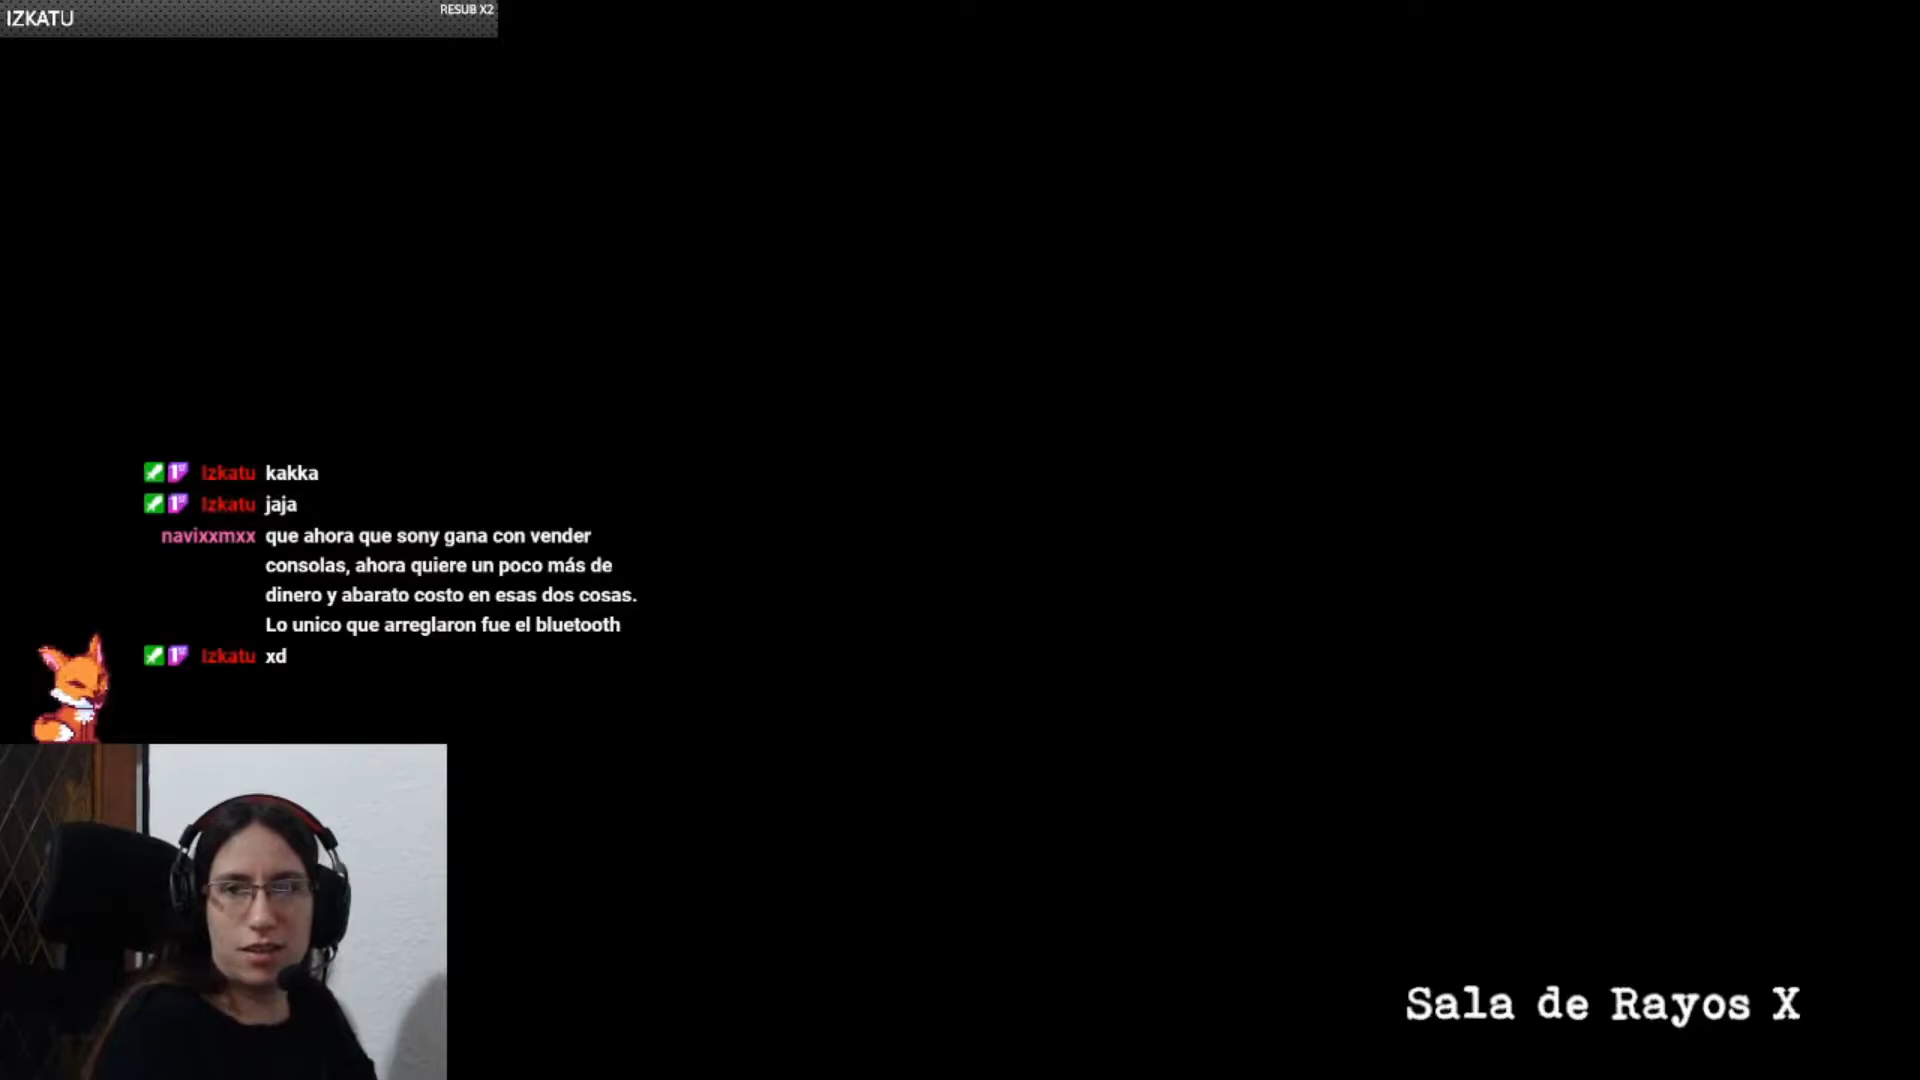 IZKATU
RESUB X2
Izkatu kakka
Izkatu jaja
navixxmxx que ahora que sony gana con vender
consolas, ahora quiere un poco más de
dinero y abarato costo en esas dos cosas.
Lo unico que arreglaron fue el bluetooth
Izkatu xd
Sala de Rayos X